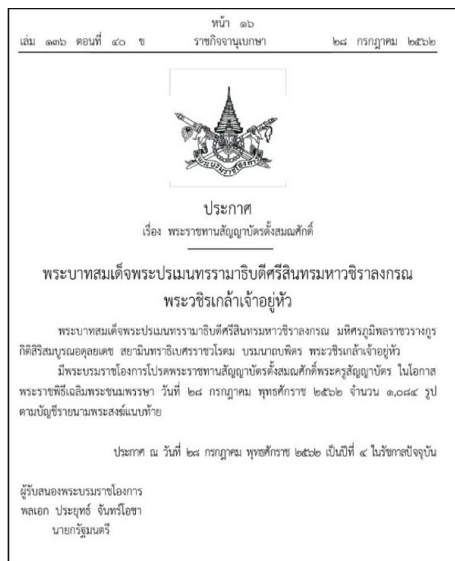 หน้า ๑๖
เล่ม ๑๓๖ ตอนที่ ๔๐ ข ราชกิจจานุเบกษา ๒๘ กรกฎาคม ๒๕๖๒
ประกาศ
เรื่อง พระราชทานสัญญาบัตรตั้งสมณศักดิ์
พระบาทสมเด็จพระปรเมนทรรามาธิบดีศรีสินทรมหาวชิราลงกรณ
พระวชิรเกล้าเจ้าอยู่หัว
พระบาทสมเด็จพระปรเมนทรรามาธิบดีศรีสินทรมหาวชิราลงกรณ มหิศรภูมิพลราชวรางกูร
กิติสิริสมบูรณอดุลยเดช สยามินทราธิเบศรราชวโรดม บรมนาถบพิตร พระวชิรเกล้าเจ้าอยู่หัว
มีพระบรมราชโองการโปรดพระราชทานสัญญาบัตรตั้งสมณศักดิ์พระครูสัญญาบัตร ในโอกาส
พระราชพิธีเฉลิมพระชนมพรรษา วันที่ ๒๘ กรกฎาคม พุทธศักราช ๒๕๖๒ จำนวน ๑,๐๘๔ รูป
ตามบัญชีรายนามพระสงฆ์แนบท้าย
ประกาศ ณ วันที่ ๒๘ กรกฎาคม พุทธศักราช ๒๕๖๒ เป็นปีที่ ๔ ในรัชกาลปัจจุบัน
ผู้รับสนองพระบรมราชโองการ
พลเอก ประยุทธ์ จันทร์โอชา
นายกรัฐมนตรี